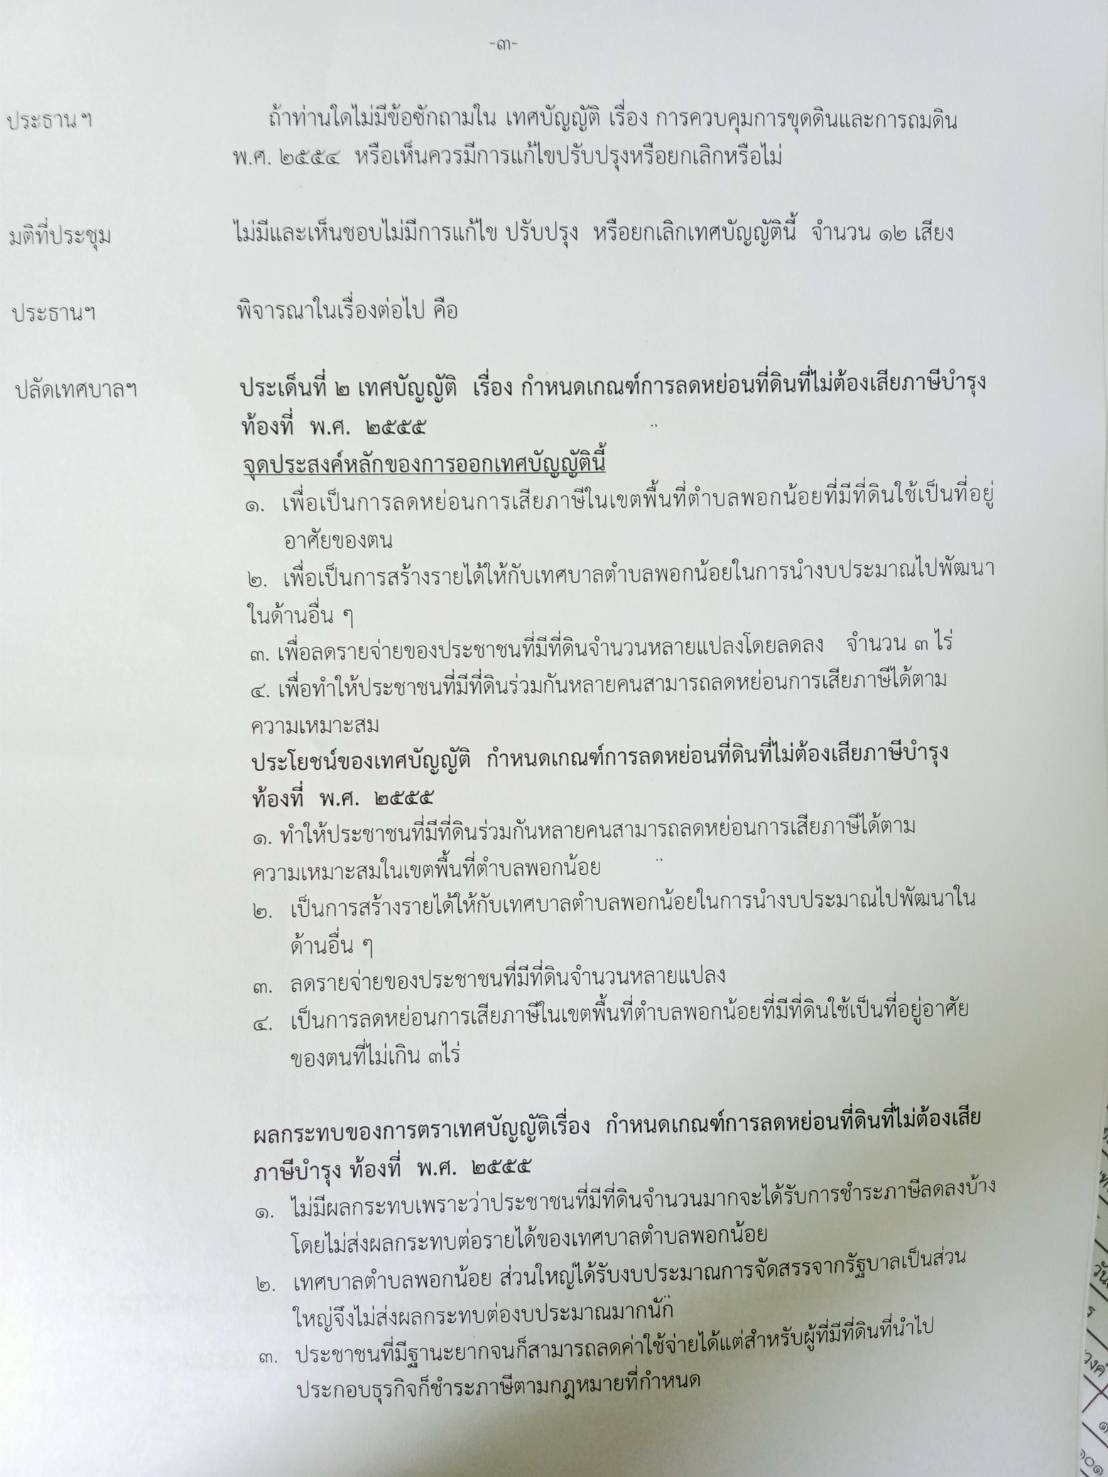 -๓-
ประธาน ฯ ถ้าท่านใดไม่มีข้อซักถามใน เทศบัญญัติ เรื่อง การควบคุมการขุดดินและการถมดิน
พ.ศ. ๒๕๕๔ หรือเห็นควรมีการแก้ไขปรับปรุงหรือยกเลิกหรือไม่
มติที่ประชุม ไม่มีและเห็นชอบไม่มีการแก้ไข ปรับปรุง หรือยกเลิกเทศบัญญัตินี้ จำนวน ๑๒ เสียง
ประธานฯ พิจารณาในเรื่องต่อไป คือ
ปลัดเทศบาลฯ ประเด็นที่ ๒ เทศบัญญัติ เรื่อง กำหนดเกณฑ์การลดหย่อนที่ดินที่ไม่ต้องเสียภาษีบำรุง
ท้องที่ พ.ศ. ๒๕๕๕
จุดประสงค์หลักของการออกเทศบัญญัตินี้
๑. เพื่อเป็นการลดหย่อนการเสียภาษีในเขตพื้นที่ตำบลพอกน้อยที่มีที่ดินใช้เป็นที่อยู่
อาศัยของตน
๒. เพื่อเป็นการสร้างรายได้ให้กับเทศบาลตำบลพอกน้อยในการนำงบประมาณไปพัฒนา
ในด้านอื่น ๆ
๓. เพื่อลดรายจ่ายของประชาชนที่มีที่ดินจำนวนหลายแปลงโดยลดลง จำนวน ๓ ไร่
๔. เพื่อทำให้ประชาชนที่มีที่ดินร่วมกันหลายคนสามารถลดหย่อนการเสียภาษีได้ตาม
ความเหมาะสม
ประโยชน์ของเทศบัญญัติ กำหนดเกณฑ์การลดหย่อนที่ดินที่ไม่ต้องเสียภาษีบำรุง
ท้องที่ พ.ศ. ๒๕๕๕
๑. ทำให้ประชาชนที่มีที่ดินร่วมกันหลายคนสามารถลดหย่อนการเสียภาษีได้ตาม
ความเหมาะสมในเขตพื้นที่ตำบลพอกน้อย
๒. เป็นการสร้างรายได้ให้กับเทศบาลตำบลพอกน้อยในการนำงบประมาณไปพัฒนาใน
ด้านอื่น ๆ
๓. ลดรายจ่ายของประชาชนที่มีที่ดินจำนวนหลายแปลง
๔. เป็นการลดหย่อนการเสียภาษีในเขตพื้นที่ตำบลพอกน้อยที่มีที่ดินใช้เป็นที่อยู่อาศัย
ของตนที่ไม่เกิน ๓ไร่
ผลกระทบของการตราเทศบัญญัติเรื่อง กำหนดเกณฑ์การลดหย่อนที่ดินที่ไม่ต้องเสีย
ภาษีบำรุง ท้องที่ พ.ศ. ๒๕๕๕
๑. ไม่มีผลกระทบเพราะว่าประชาชนที่มีที่ดินจำนวนมากจะได้รับการชำระภาษีลดลงบ้าง
โดยไม่ส่งผลกระทบต่อรายได้ของเทศบาลตำบลพอกน้อย
๒. เทศบาลตำบลพอกน้อย ส่วนใหญ่ได้รับงบประมาณการจัดสรรจากรัฐบาลเป็นส่วน
ใหญ่จึงไม่ส่งผลกระทบต่องบประมาณมากนัก
๓. ประชาชนที่มีฐานะยากจนก็สามารถลดค่าใช้จ่ายได้แต่สำหรับผู้ที่มีที่ดินที่นำไป
ประกอบธุรกิจก็ชำระภาษีตามกฎหมายที่กำหนด